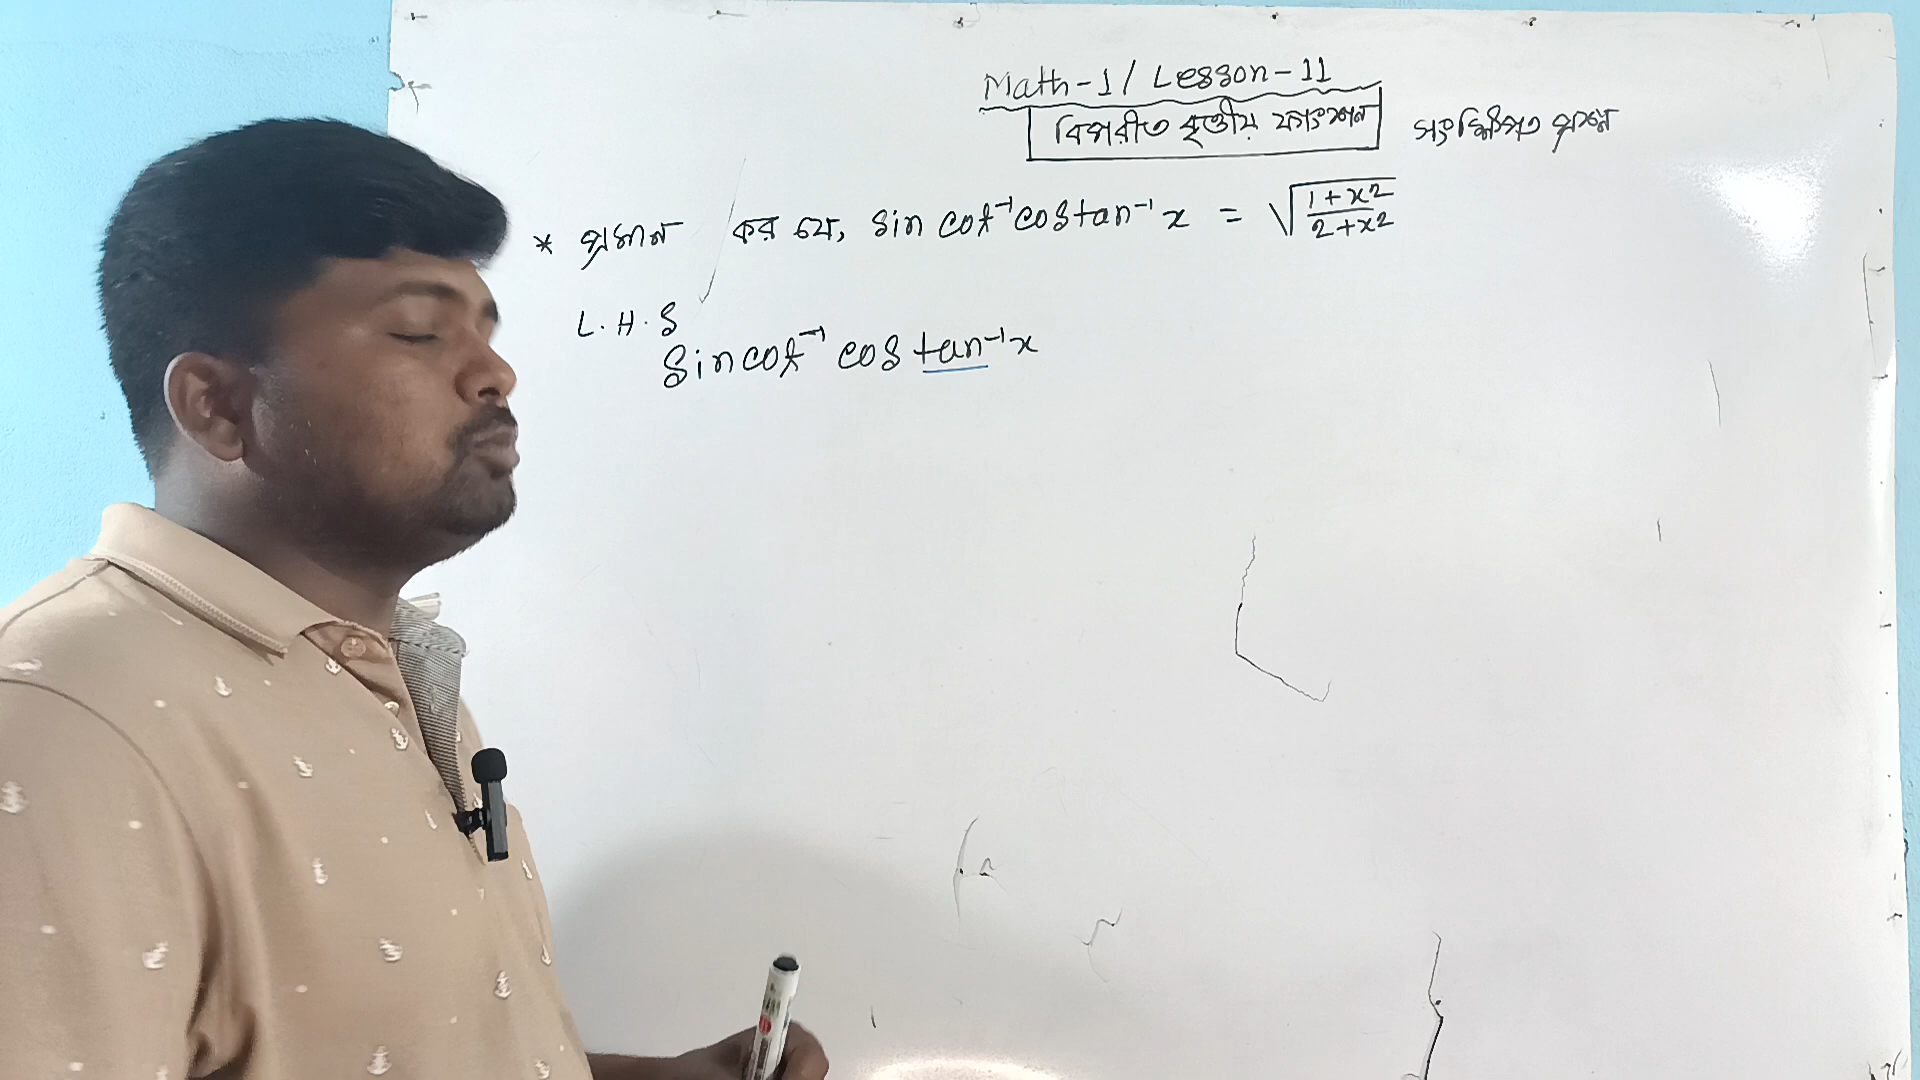 Math-1 / Lesson-11
বিপরীত বৃত্তীয় ফাংশন সংক্ষিপ্ত প্রশ্ন
* প্রমান কর যে, sin cot⁻¹ cos tan⁻¹ x = √((1+x²)/(2+x²))
L.H.S
sin cot⁻¹ cos tan⁻¹ x